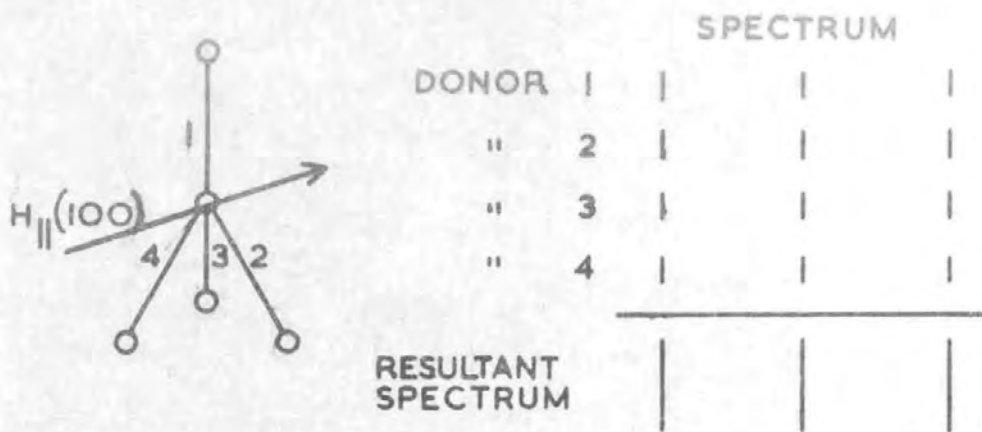 SPECTRUM
DONOR 1
" 2
" 3
" 4
RESULTANT
SPECTRUM
H||(100)
1
4 3 2